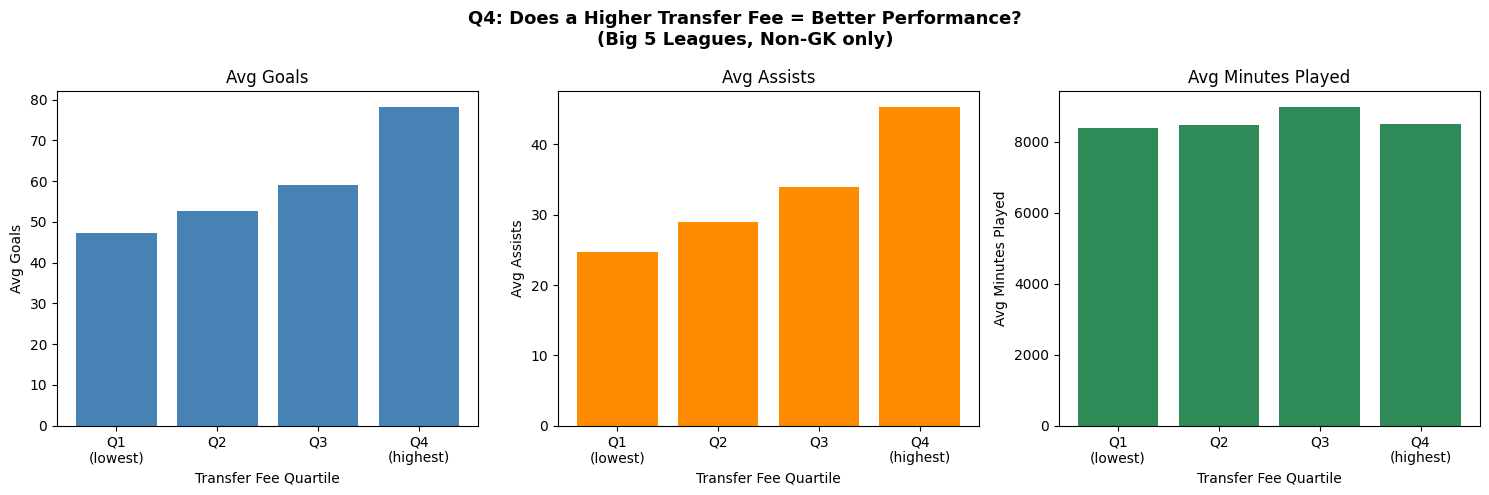 Q4: Does a Higher Transfer Fee = Better Performance?
(Big 5 Leagues, Non-GK only)
Avg Goals
Avg Goals
80
70
60
50
40
30
20
10
0
Q1
(lowest)
Q2
Q3
Q4
(highest)
Transfer Fee Quartile
Avg Assists
Avg Assists
40
30
20
10
0
Q1
(lowest)
Q2
Q3
Q4
(highest)
Transfer Fee Quartile
Avg Minutes Played
Avg Minutes Played
8000
6000
4000
2000
0
Q1
(lowest)
Q2
Q3
Q4
(highest)
Transfer Fee Quartile